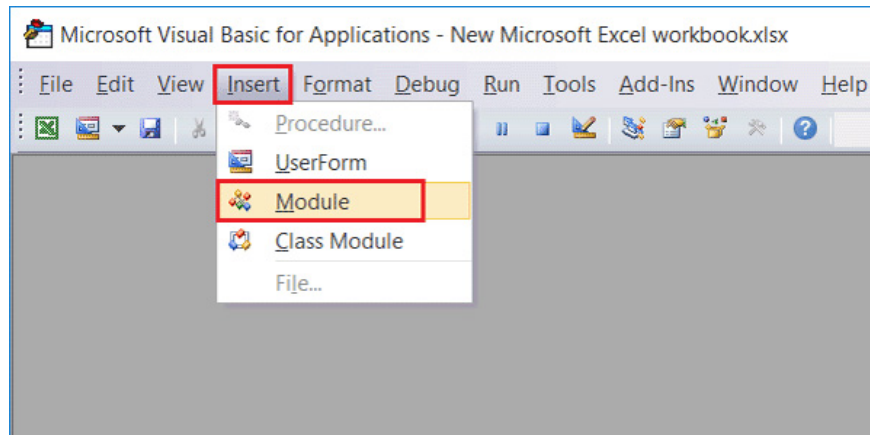 Microsoft Visual Basic for Applications - New Microsoft Excel workbook.xlsx
File Edit View Insert Format Debug Run Tools Add-Ins Window Help
Procedure...
UserForm
Module
Class Module
File...